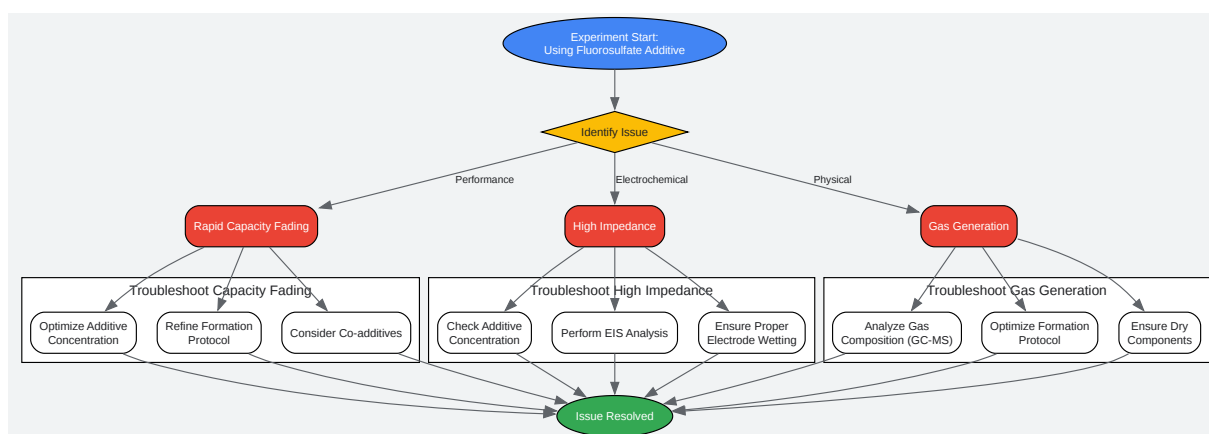 Experiment Start:
Using Fluorosulfate Additive
Identify Issue
Performance
Electrochemical
Physical
Rapid Capacity Fading
High Impedance
Gas Generation
Troubleshoot Capacity Fading
Troubleshoot High Impedance
Troubleshoot Gas Generation
Optimize Additive
Concentration
Refine Formation
Protocol
Consider Co-additives
Check Additive
Concentration
Perform EIS Analysis
Ensure Proper
Electrode Wetting
Analyze Gas
Composition (GC-MS)
Optimize Formation
Protocol
Ensure Dry
Components
Issue Resolved